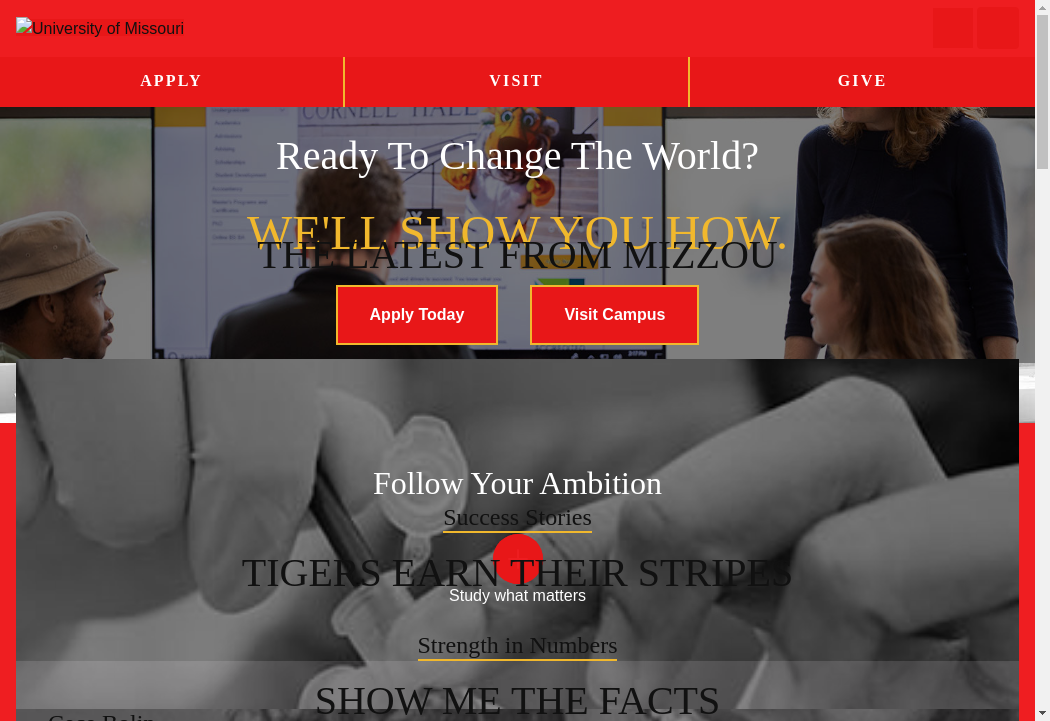 University of Missouri
APPLY
VISIT
GIVE
CORNELL HALL
Ready To Change The World?
WE'LL SHOW YOU HOW.
THE LATEST FROM MIZZOU
Apply Today
Visit Campus
Follow Your Ambition
Success Stories
TIGERS EARN THEIR STRIPES
Study what matters
Strength in Numbers
SHOW ME THE FACTS